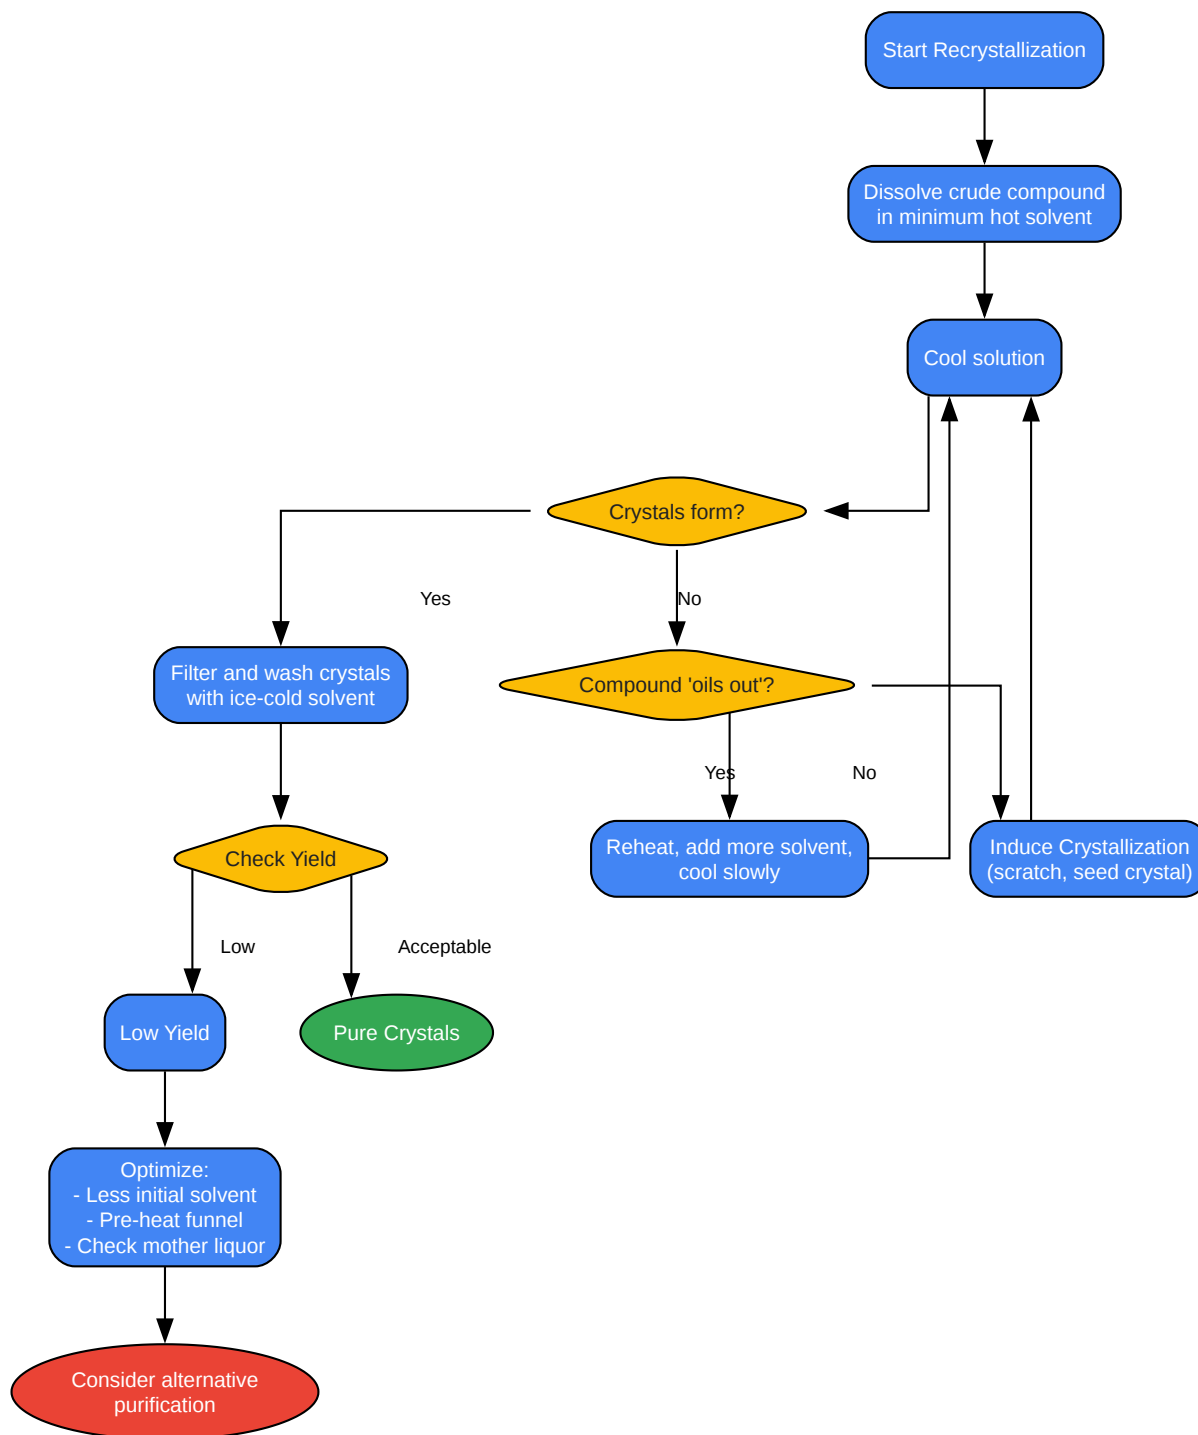 Start Recrystallization
Dissolve crude compound
in minimum hot solvent
Cool solution
Crystals form?
Yes
No
Filter and wash crystals
with ice-cold solvent
Compound 'oils out'?
Yes
No
Check Yield
Reheat, add more solvent,
cool slowly
Induce Crystallization
(scratch, seed crystal)
Low
Acceptable
Low Yield
Pure Crystals
Optimize:
- Less initial solvent
- Pre-heat funnel
- Check mother liquor
Consider alternative
purification